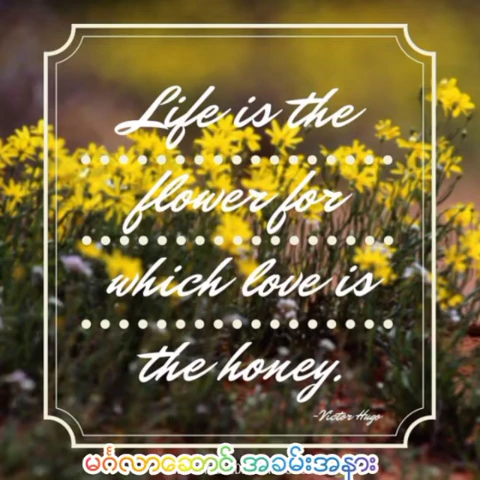 Life is the
flower for
which love is
the honey.
-Victor Hugo
မင်္ဂလာဆောင် အခမ်းအနား